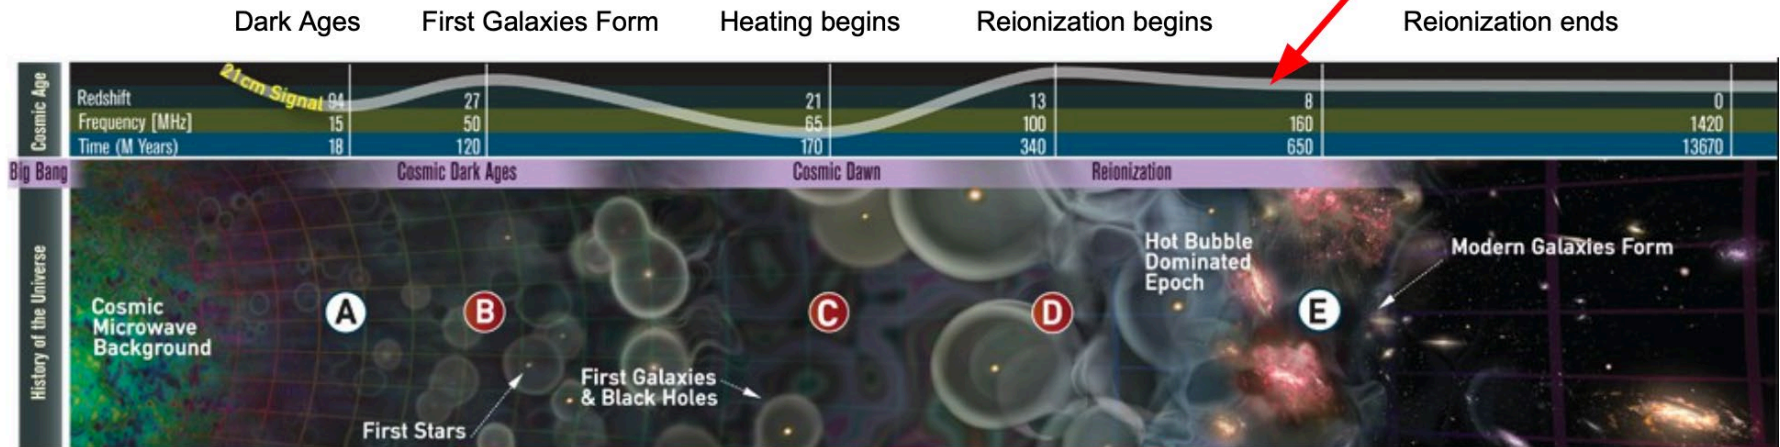 Dark Ages
First Galaxies Form
Heating begins
Reionization begins
Reionization ends
Cosmic Age
21cm Signal
Redshift 94 27 21 13 8 0
Frequency [MHz] 15 50 65 100 160 1420
Time (M Years) 18 120 170 340 650 13670
Big Bang
Cosmic Dark Ages
Cosmic Dawn
Reionization
History of the Universe
Cosmic
Microwave
Background
A
B
C
D
E
Hot Bubble
Dominated
Epoch
Modern Galaxies Form
First Galaxies
& Black Holes
First Stars